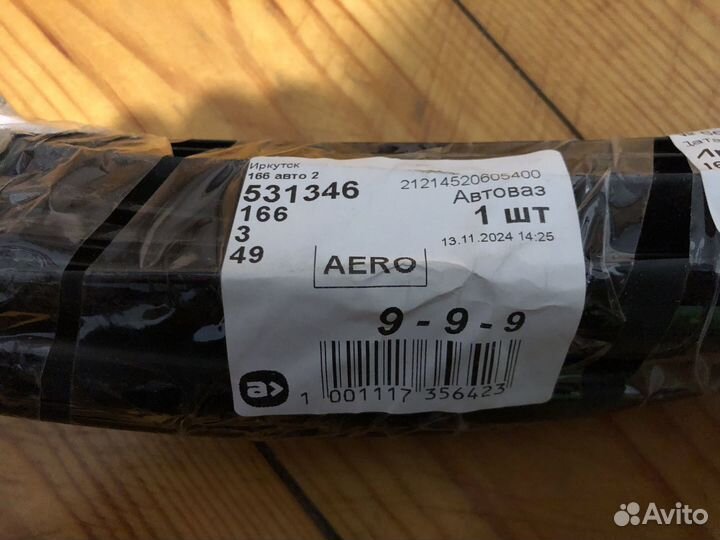 Иркутск
166 авто 2
531346
166
3
49
21214520605400
Автоваз
1 шт
13.11.2024 14:25
AERO
9 - 9 - 9
a>
1 001117 356423
Avito